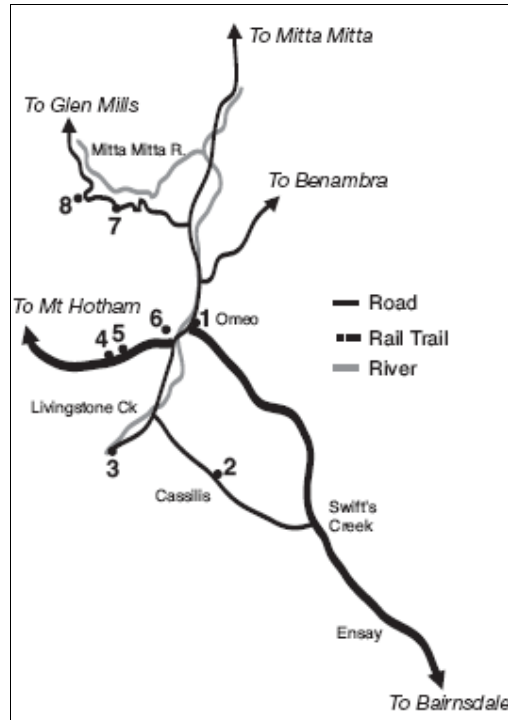 To Mitta Mitta
To Glen Mills
Mitta Mitta R.
To Benambra
8
7
To Mt Hotham
6
1
Omeo
4
5
Road
Rail Trail
River
Livingstone Ck
3
2
Cassilis
Swift's
Creek
Ensay
To Bairnsdale